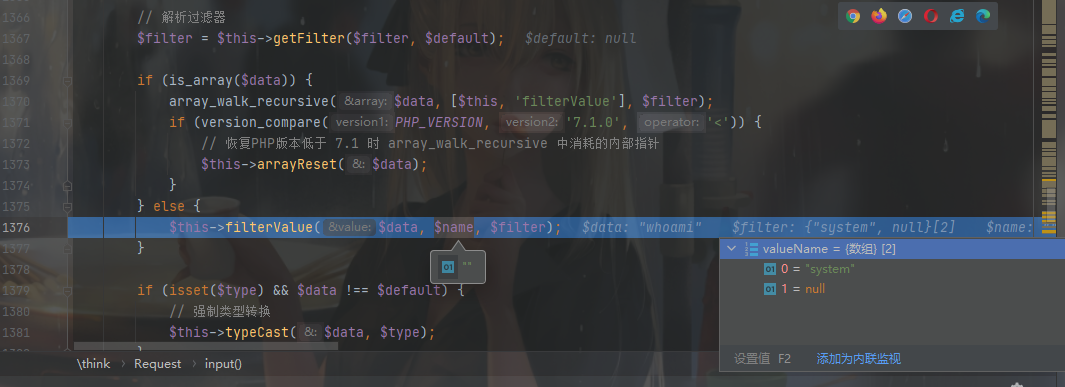 1366 // 解析过滤器
1367 $filter = $this->getFilter($filter, $default); $default: null
1368
1369 if (is_array($data)) {
1370 array_walk_recursive( &array: $data, [$this, 'filterValue'], $filter);
1371 if (version_compare( version1: PHP_VERSION, version2: '7.1.0', operator: '<')) {
1372 // 恢复PHP版本低于 7.1 时 array_walk_recursive 中消耗的内部指针
1373 $this->arrayReset( &: $data);
1374 }
1375 } else {
1376 $this->filterValue( &value: $data, $name, $filter); $data: "whoami" $filter: {"system", null}[2] $name:
1377 }
01 ""
valueName = {数组} [2]
01 0 = "system"
01 1 = null
1378
1379 if (isset($type) && $data !== $default) {
1380 // 强制类型转换
1381 $this->typeCast( &: $data, $type);
设置值 F2 添加为内联监视
\think Request input()